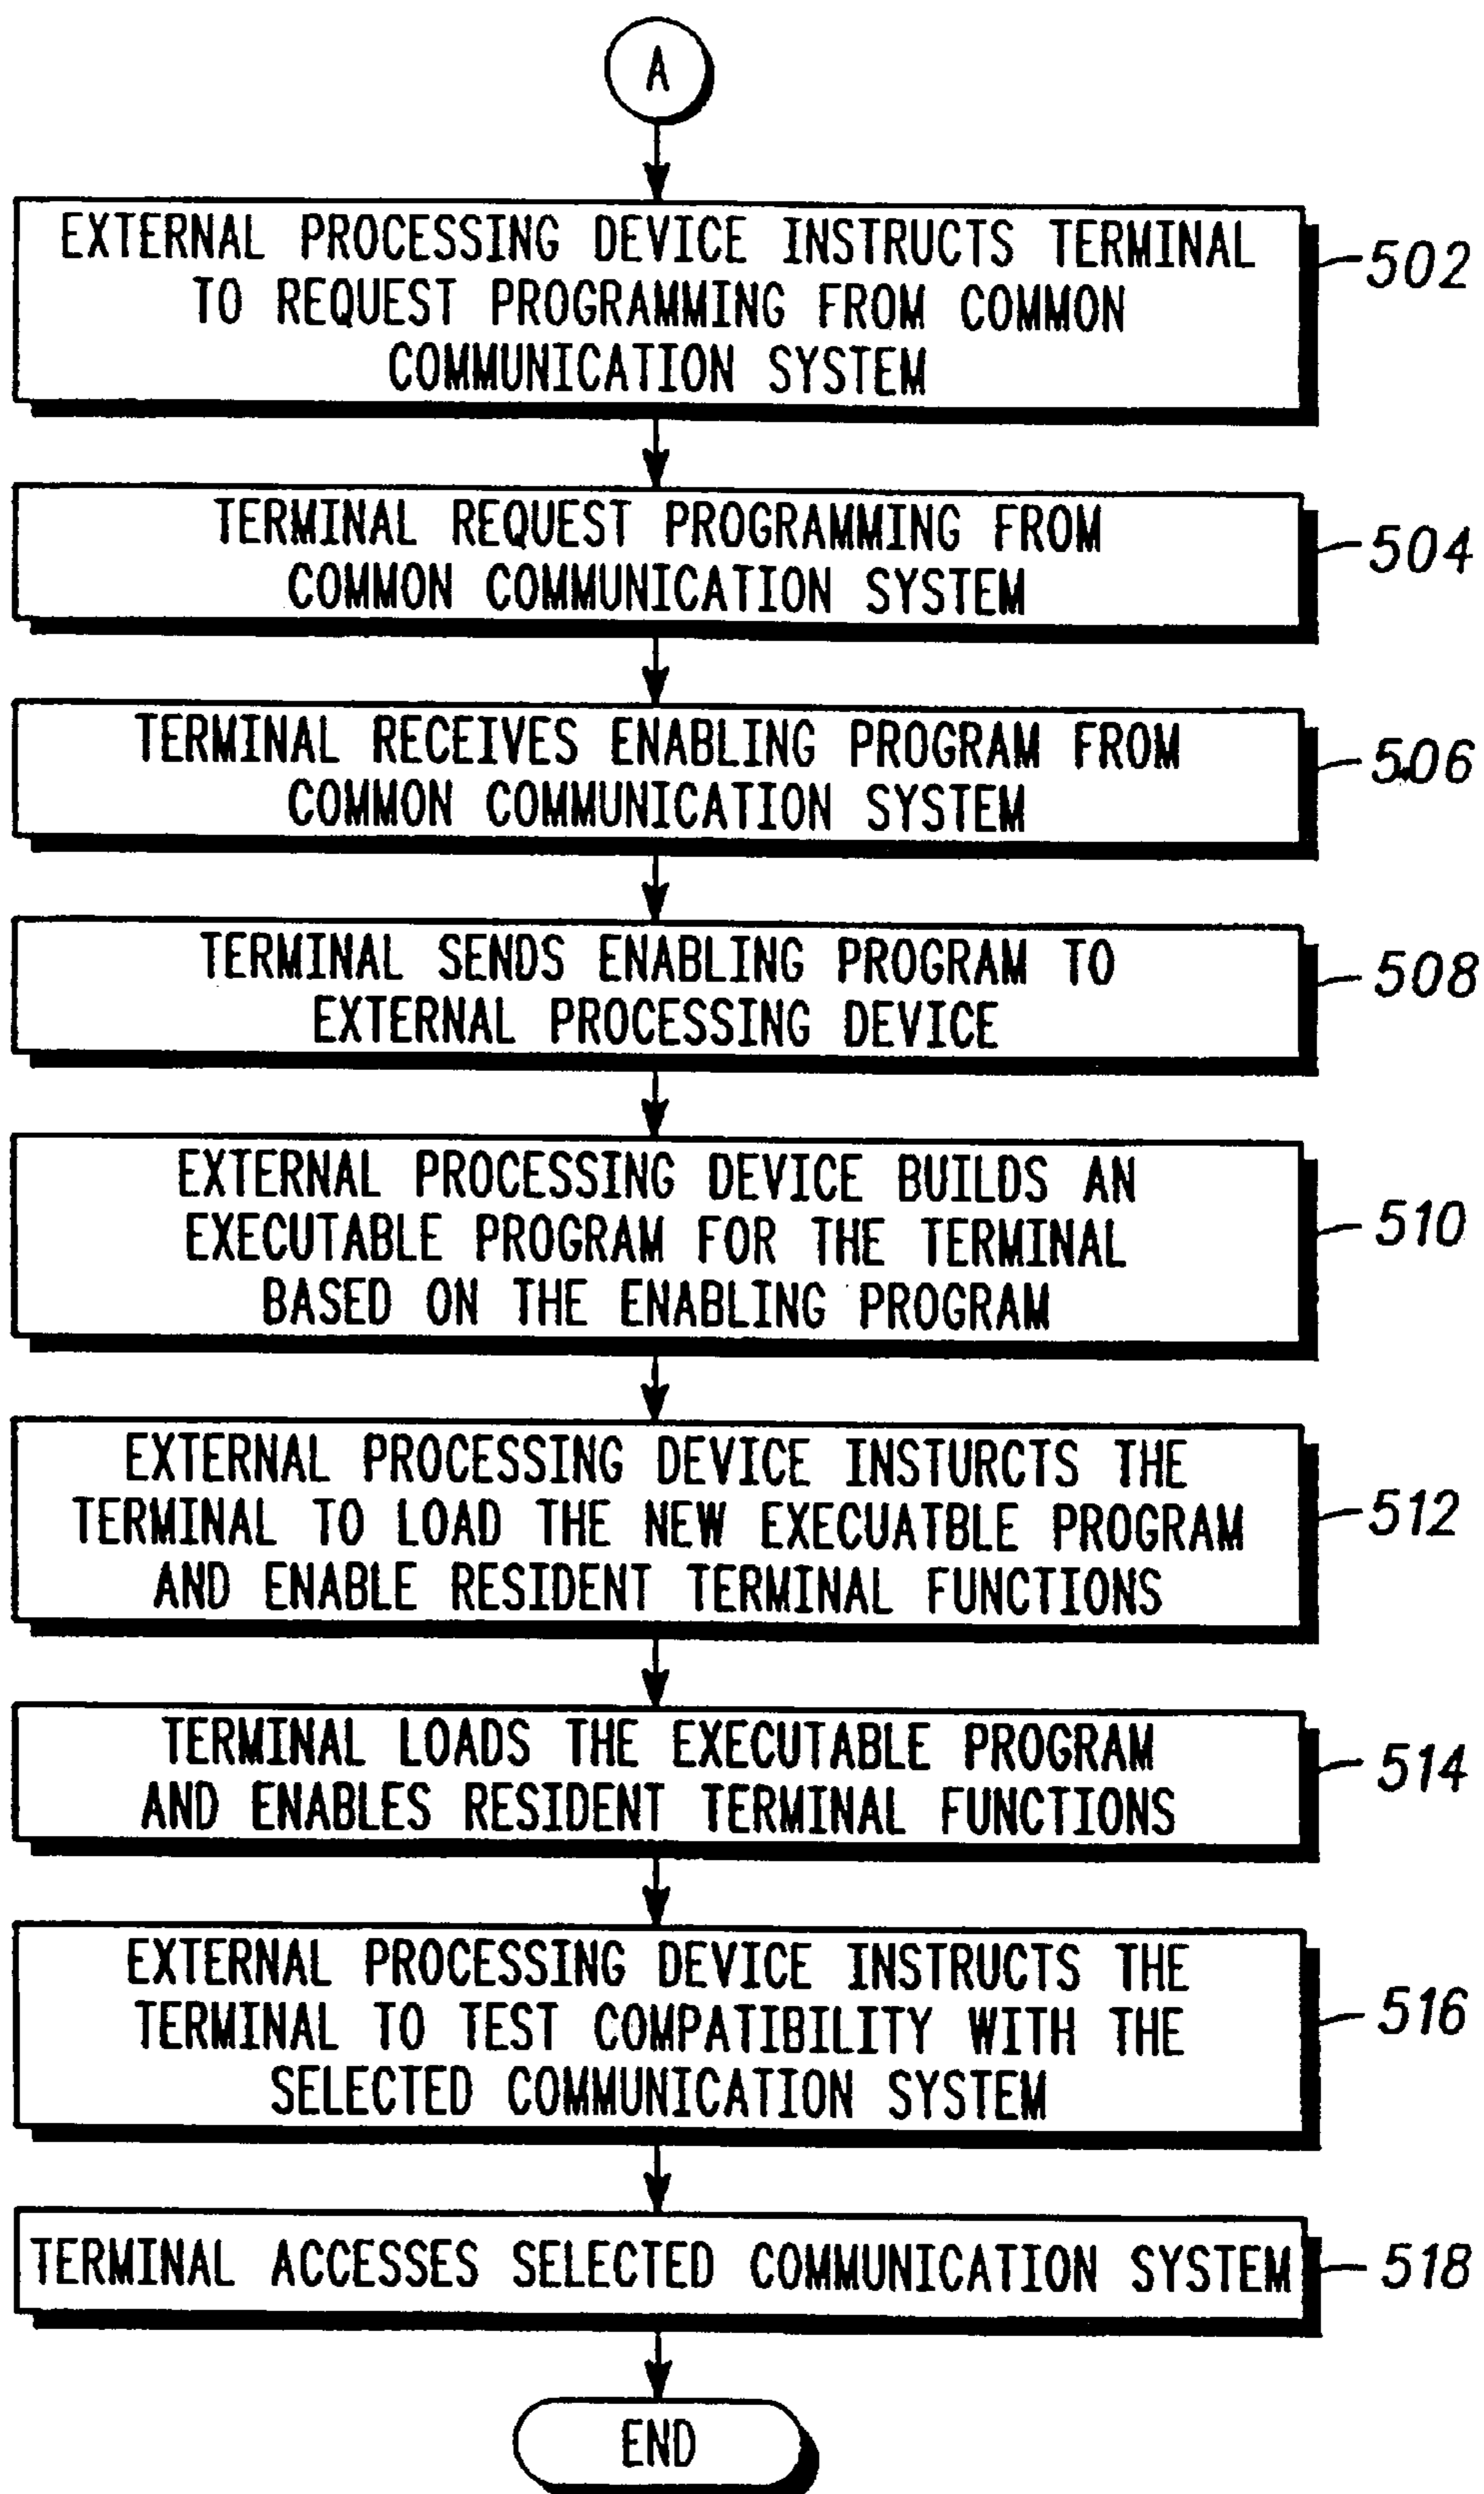 A
EXTERNAL PROCESSING DEVICE INSTRUCTS TERMINAL
TO REQUEST PROGRAMMING FROM COMMON
COMMUNICATION SYSTEM
502
TERMINAL REQUEST PROGRAMMING FROM
COMMON COMMUNICATION SYSTEM
504
TERMINAL RECEIVES ENABLING PROGRAM FROM
COMMON COMMUNICATION SYSTEM
506
TERMINAL SENDS ENABLING PROGRAM TO
EXTERNAL PROCESSING DEVICE
508
EXTERNAL PROCESSING DEVICE BUILDS AN
EXECUTABLE PROGRAM FOR THE TERMINAL
BASED ON THE ENABLING PROGRAM
510
EXTERNAL PROCESSING DEVICE INSTURCTS THE
TERMINAL TO LOAD THE NEW EXECUATBLE PROGRAM
AND ENABLE RESIDENT TERMINAL FUNCTIONS
512
TERMINAL LOADS THE EXECUTABLE PROGRAM
AND ENABLES RESIDENT TERMINAL FUNCTIONS
514
EXTERNAL PROCESSING DEVICE INSTRUCTS THE
TERMINAL TO TEST COMPATIBILITY WITH THE
SELECTED COMMUNICATION SYSTEM
516
TERMINAL ACCESSES SELECTED COMMUNICATION SYSTEM
518
END